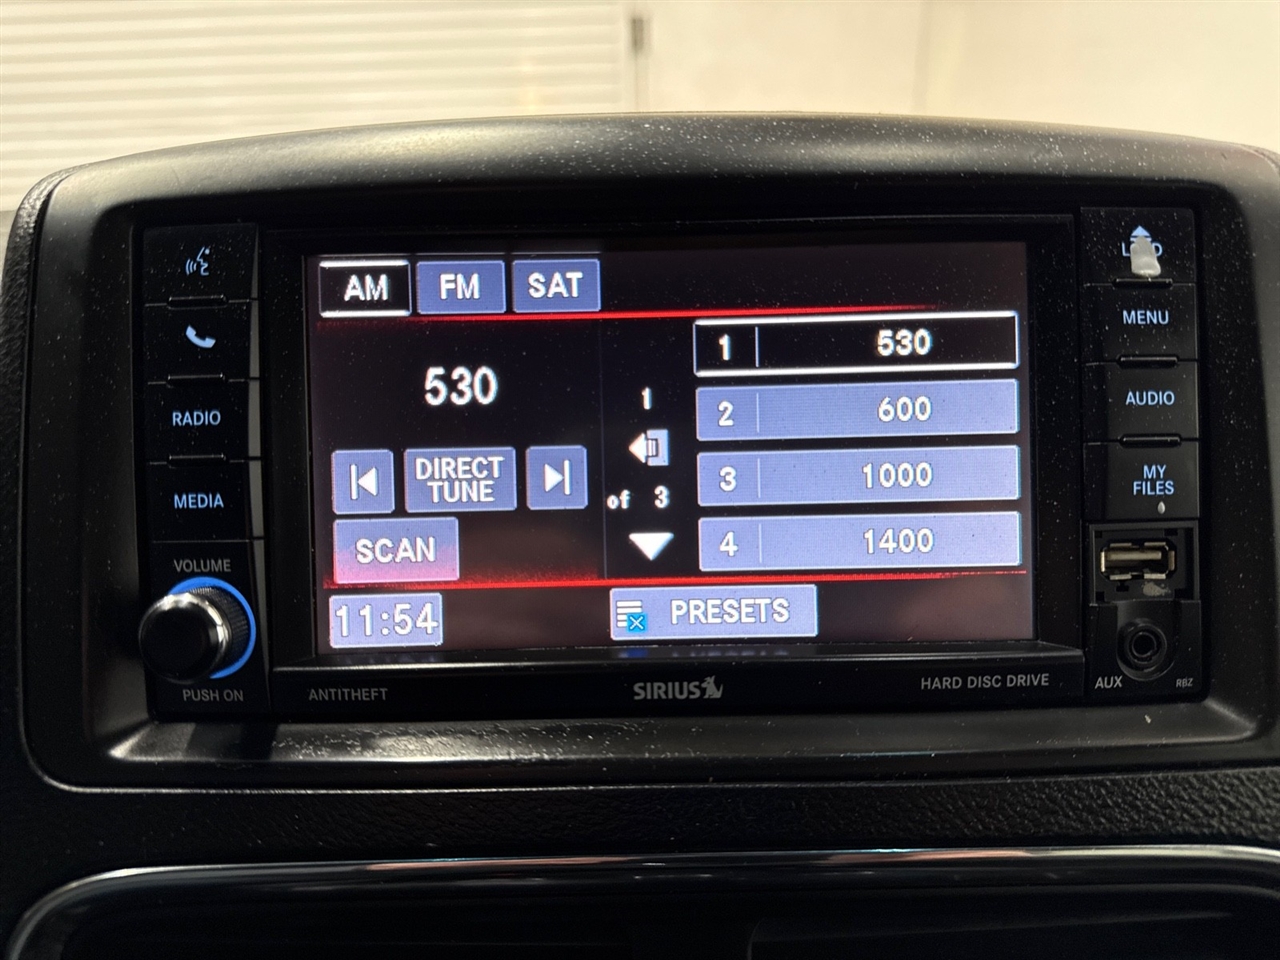 AM FM SAT
530
DIRECT
TUNE
SCAN
11:54
1
of 3
1 530
2 600
3 1000
4 1400
PRESETS
RADIO
MEDIA
VOLUME
PUSH ON
ANTITHEFT
SIRIUS
HARD DISC DRIVE
LOAD
MENU
AUDIO
MY
FILES
AUX
RBZ